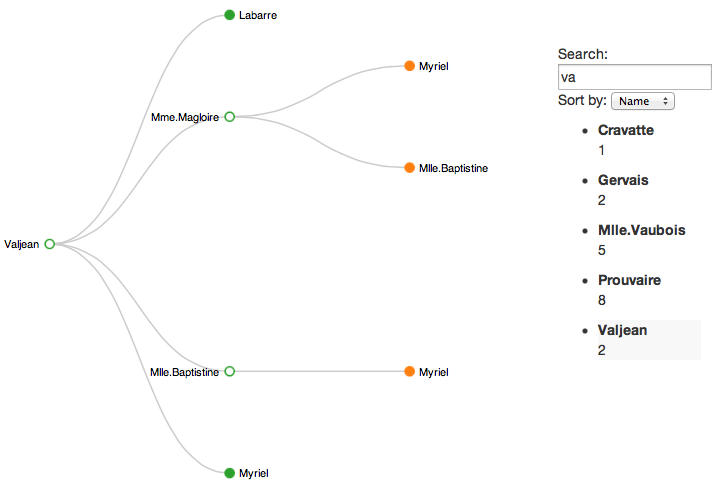 Labarre
Myriel
Mme.Magloire
Mlle.Baptistine
Valjean
Mlle.Baptistine
Myriel
Myriel
Search:
va
Sort by: Name
Cravatte
1
Gervais
2
Mlle.Vaubois
5
Prouvaire
8
Valjean
2